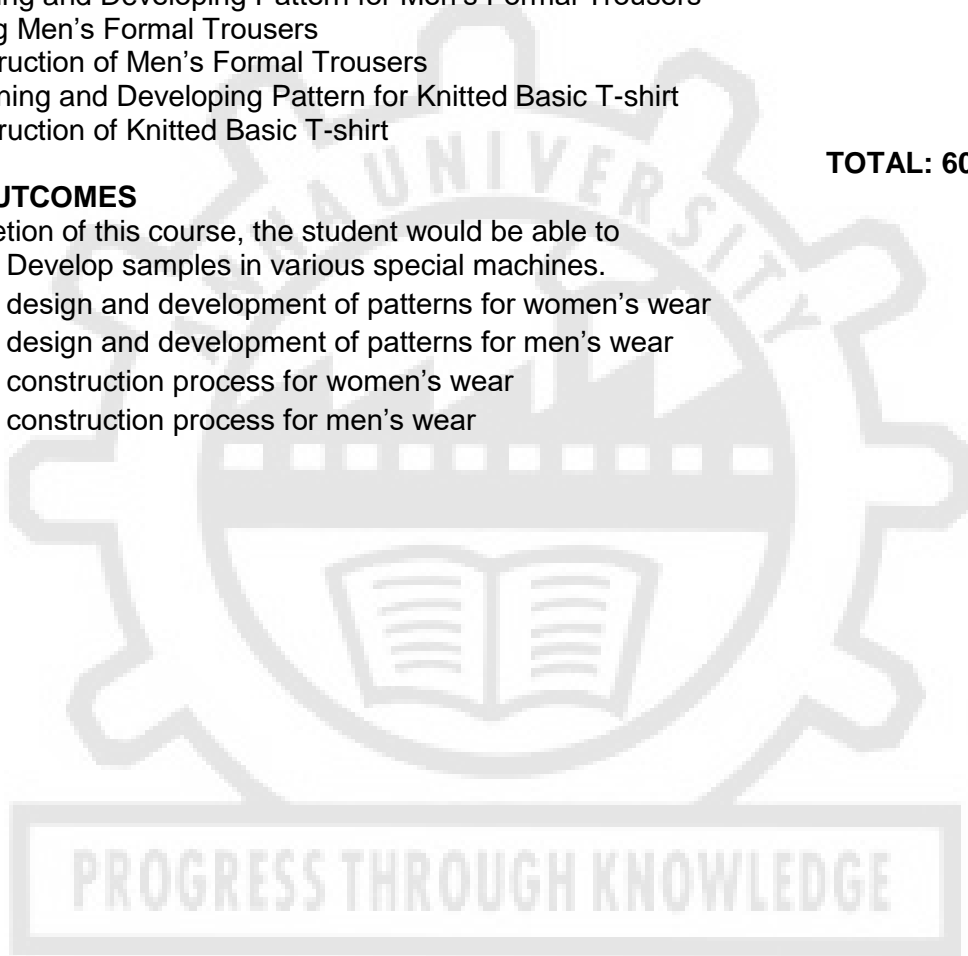 ing and Developing Pattern for Men's Formal Trousers
g Men's Formal Trousers
ruction of Men's Formal Trousers
ning and Developing Pattern for Knitted Basic T-shirt
ruction of Knitted Basic T-shirt
TOTAL: 60
UTCOMES
etion of this course, the student would be able to
Develop samples in various special machines.
design and development of patterns for women's wear
design and development of patterns for men's wear
construction process for women's wear
construction process for men's wear
UNIVERSITY
PROGRESS THROUGH KNOWLEDGE